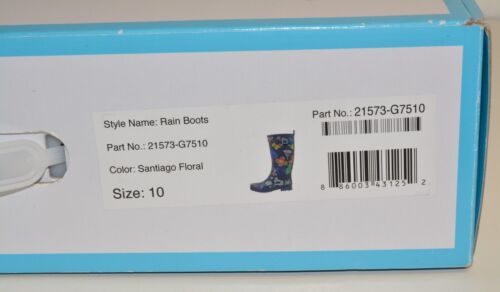 Style Name: Rain Boots
Part No.: 21573-G7510
Color: Santiago Floral
Size: 10
Part No.: 21573-G7510
8 86003 43125 2